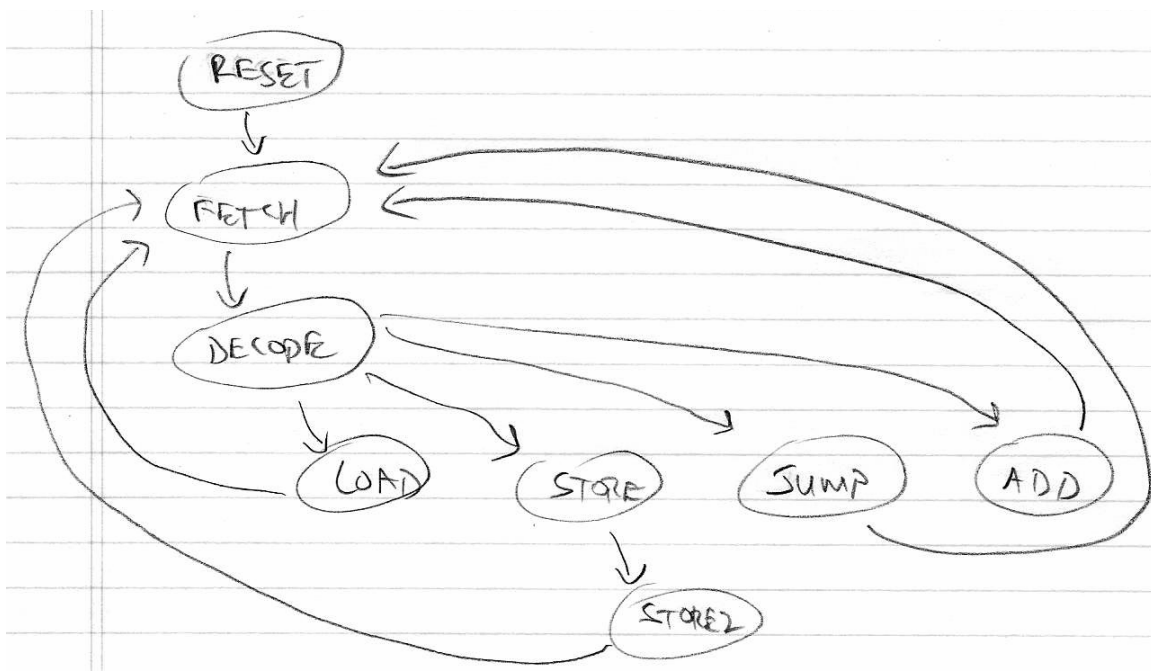 RESET
FETCH
DECODE
LOAD STORE JUMP ADD
STORE2